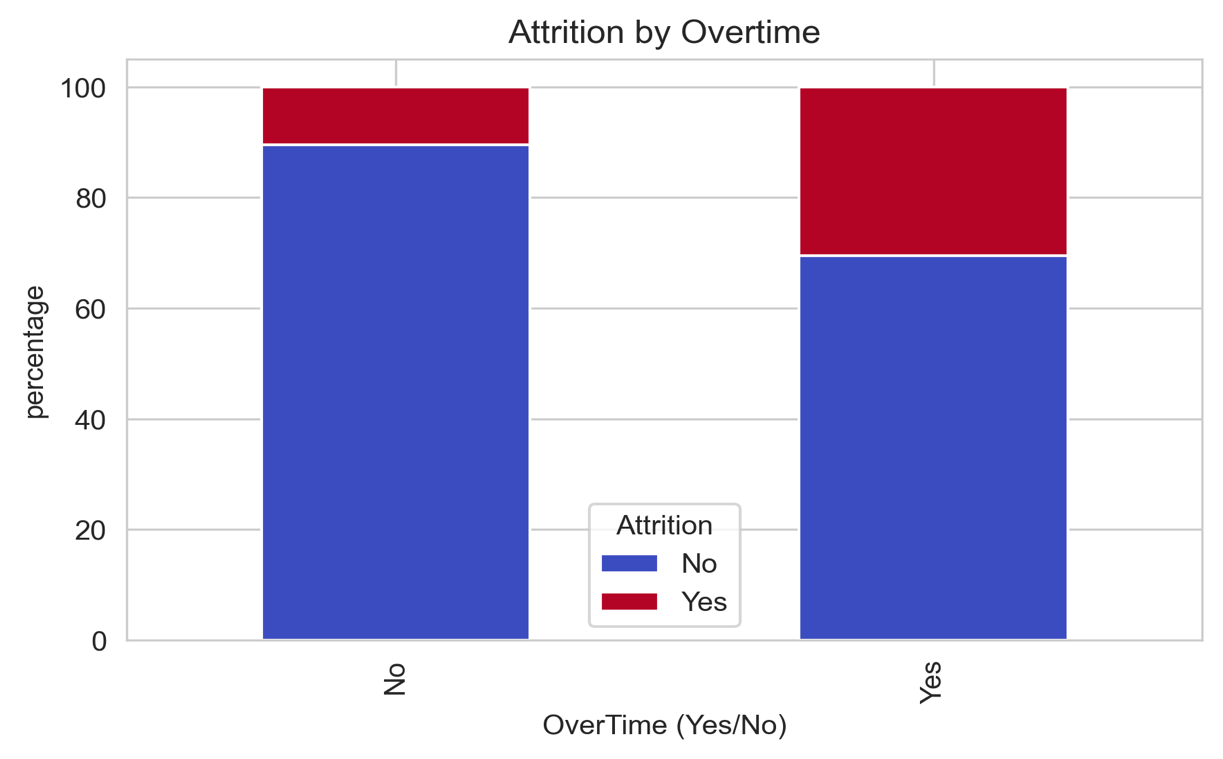 Attrition by Overtime
100
80
60
40
20
0
percentage
Attrition
No
Yes
No
Yes
OverTime (Yes/No)